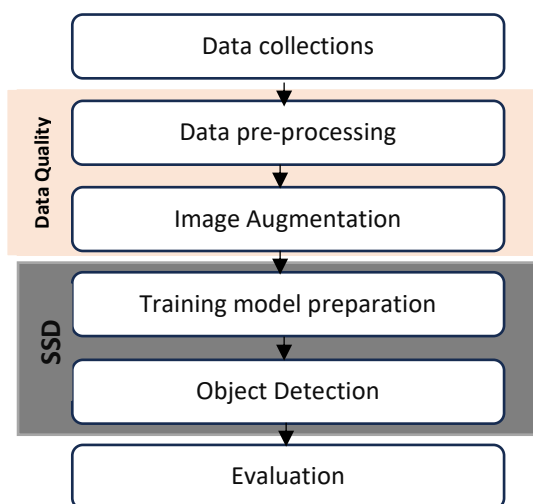 Data collections
Data Quality
Data pre-processing
Image Augmentation
SSD
Training model preparation
Object Detection
Evaluation